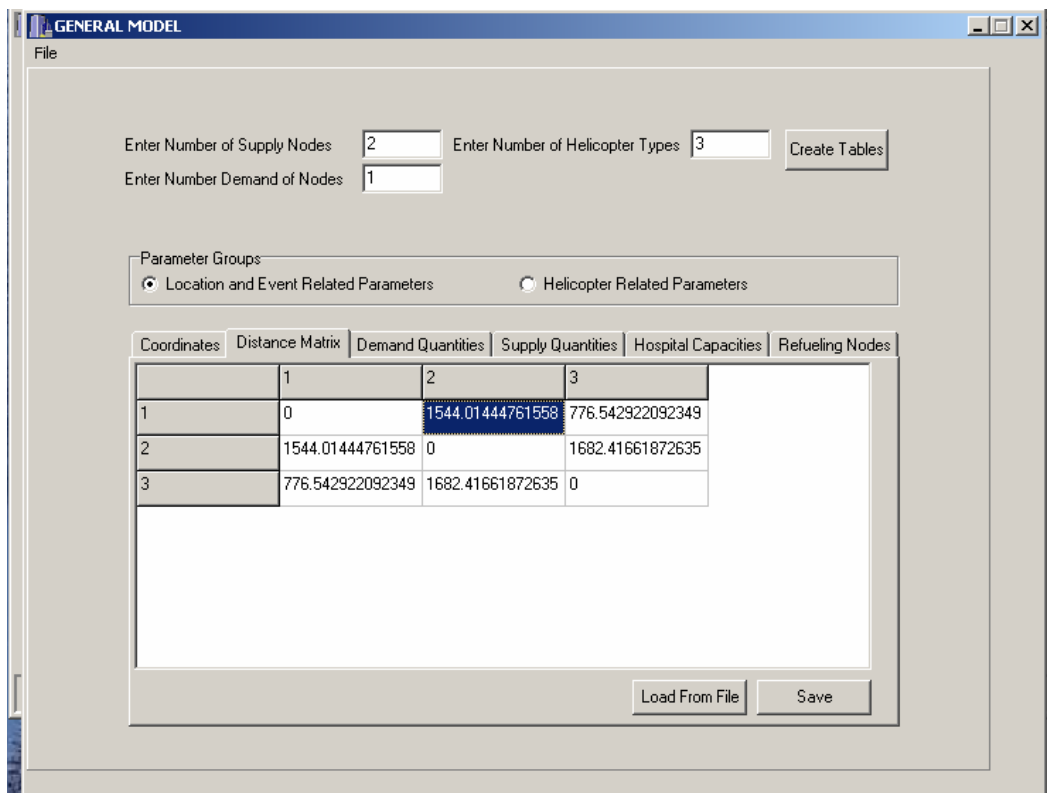 GENERAL MODEL
File
Enter Number of Supply Nodes 2 Enter Number of Helicopter Types 3 Create Tables
Enter Number Demand of Nodes 1
Parameter Groups
Location and Event Related Parameters Helicopter Related Parameters
Coordinates Distance Matrix Demand Quantities Supply Quantities Hospital Capacities Refueling Nodes
1 2 3
1 0 1544.01444761558 776.542922092349
2 1544.01444761558 0 1682.41661872635
3 776.542922092349 1682.41661872635 0
Load From File Save